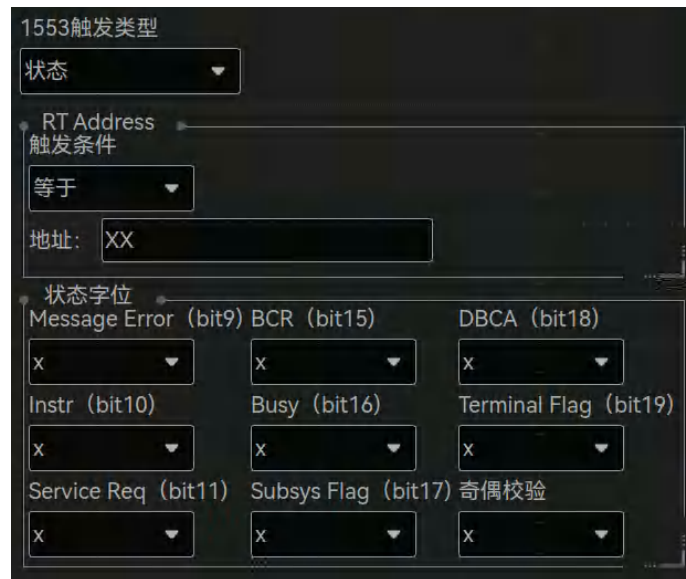 1553触发类型
状态
RT Address
触发条件
等于
地址: XX
状态字位
Message Error（bit9) BCR（bit15) DBCA（bit18)
x x x
Instr（bit10) Busy（bit16) Terminal Flag（bit19)
x x x
Service Req（bit11) Subsys Flag（bit17) 奇偶校验
x x x